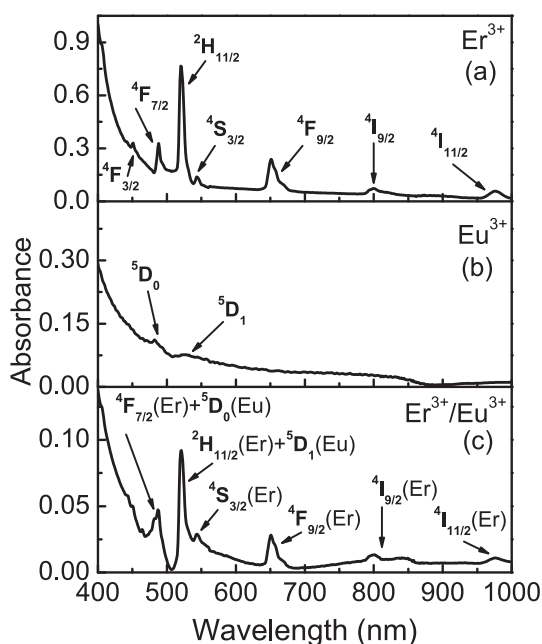 0.9
0.6
0.3
0.0
Er³⁺
(a)
²H₁₁/₂
⁴F₇/₂
⁴F₃/₂
⁴S₃/₂
⁴F₉/₂
⁴I₉/₂
⁴I₁₁/₂
Absorbance
0.30
0.15
0.00
Eu³⁺
(b)
⁵D₀
⁵D₁
0.10
0.05
0.00
Er³⁺/Eu³⁺
(c)
⁴F₇/₂(Er)+⁵D₀(Eu)
²H₁₁/₂(Er)+⁵D₁(Eu)
⁴S₃/₂(Er)
⁴F₉/₂(Er)
⁴I₉/₂(Er)
⁴I₁₁/₂(Er)
400 500 600 700 800 900 1000
Wavelength (nm)